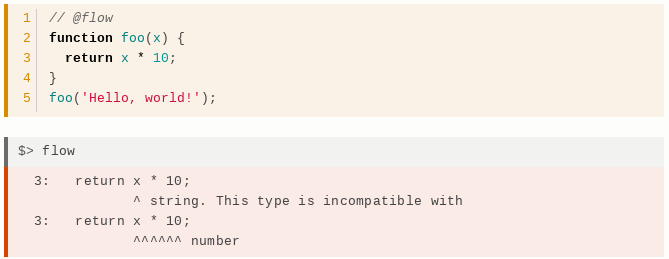 1 // @flow
2 function foo(x) {
3   return x * 10;
4 }
5 foo('Hello, world!');
$> flow
3:   return x * 10;
            ^ string. This type is incompatible with
3:   return x * 10;
            ^^^^^^ number